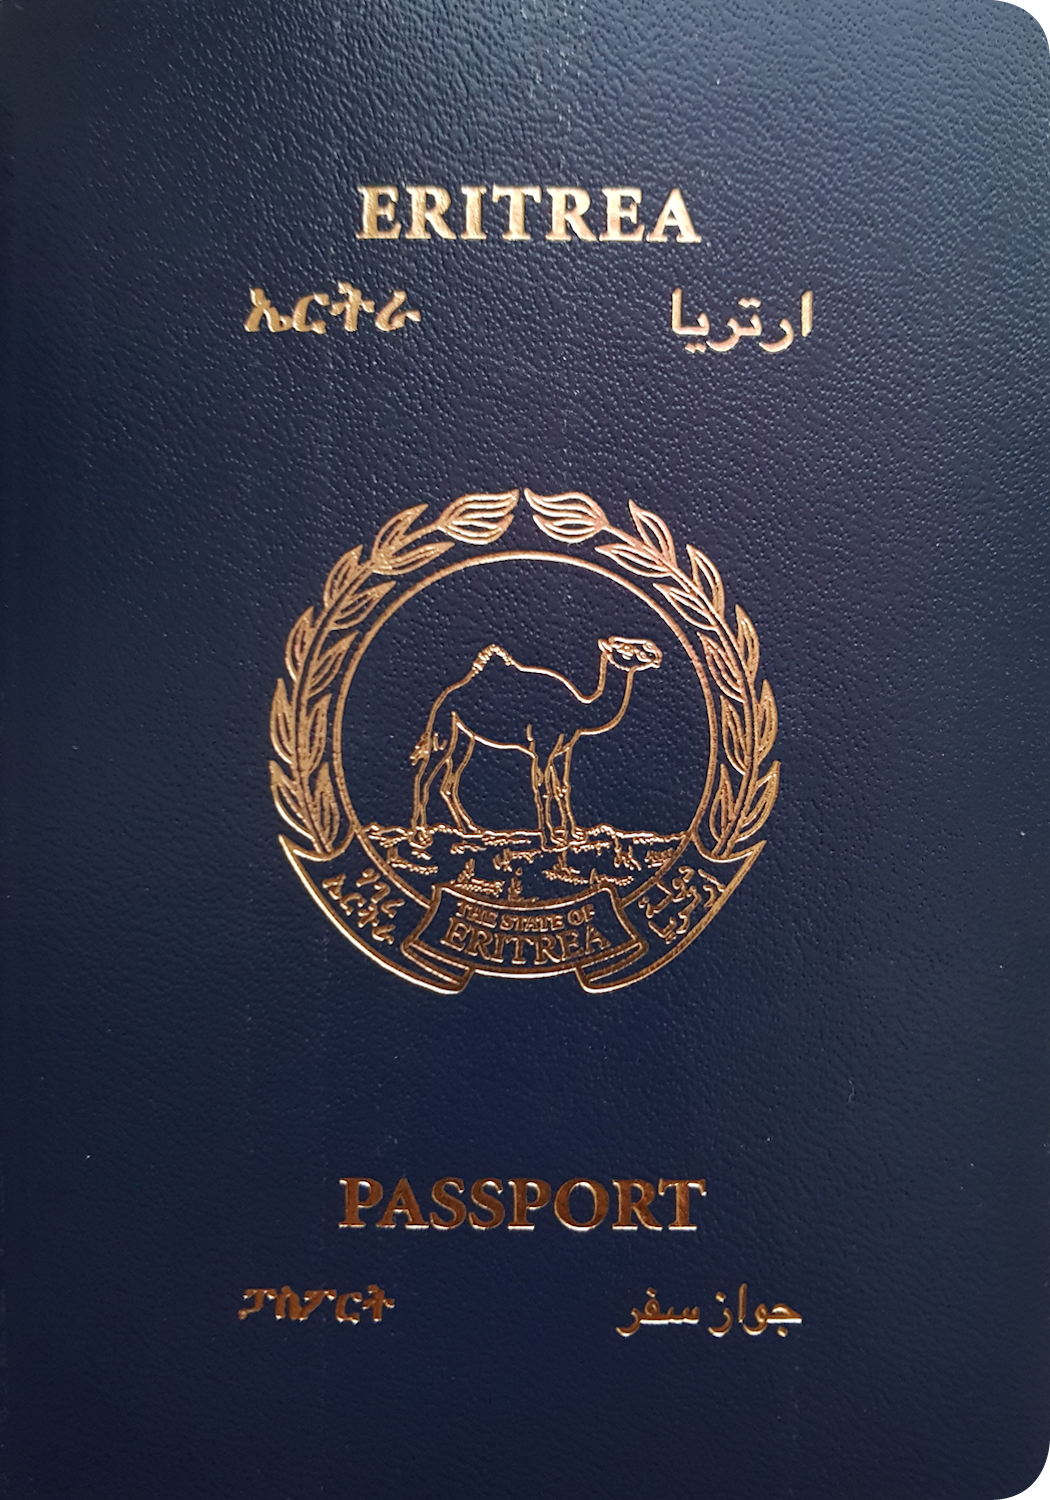 ERITREA
ኤርትራ ارتريا
ሃገረ
ኤርትራ
THE STATE OF
ERITREA
دولة
ارتريا
PASSPORT
ፓስፖርት جواز سفر